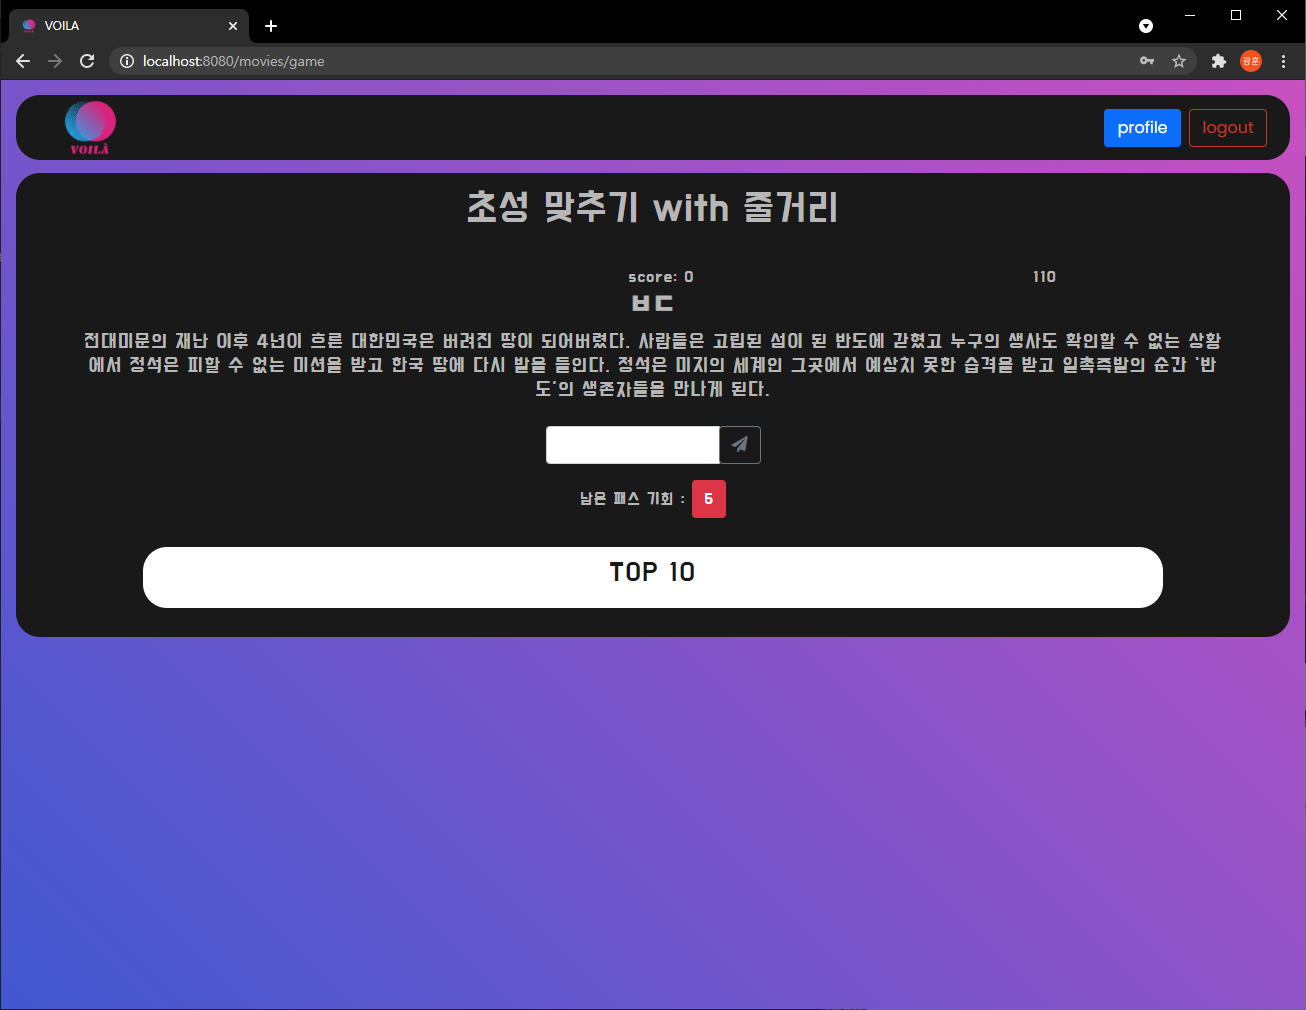 VOILA
localhost:8080/movies/game
광훈
VOILÀ
profile
logout
초성 맞추기 with 줄거리
score: 0
110
ㅂㄷ
전대미문의 재난 이후 4년이 흐른 대한민국은 버려진 땅이 되어버렸다. 사람들은 고립된 섬이 된 반도에 갇혔고 누구의 생사도 확인할 수 없는 상황
에서 정석은 피할 수 없는 미션을 받고 한국 땅에 다시 발을 들인다. 정석은 미지의 세계인 그곳에서 예상치 못한 습격을 받고 일촉즉발의 순간 '반
도'의 생존자들을 만나게 된다.
남은 패스 기회 : 5
TOP 10